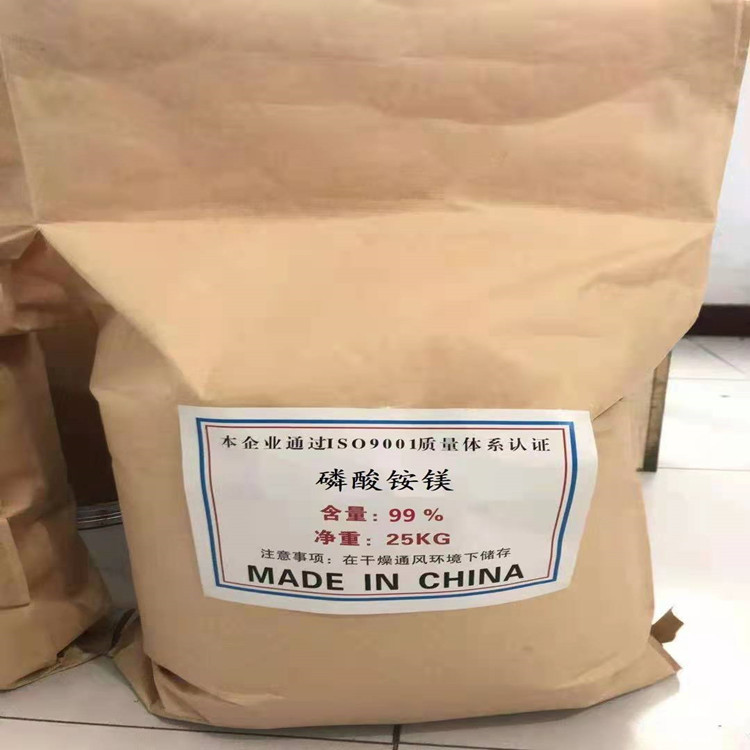 本企业通过ISO9001质量体系认证
磷酸铵镁
含量：99 %
净重：25KG
注意事项：在干燥通风环境下储存
MADE IN CHINA